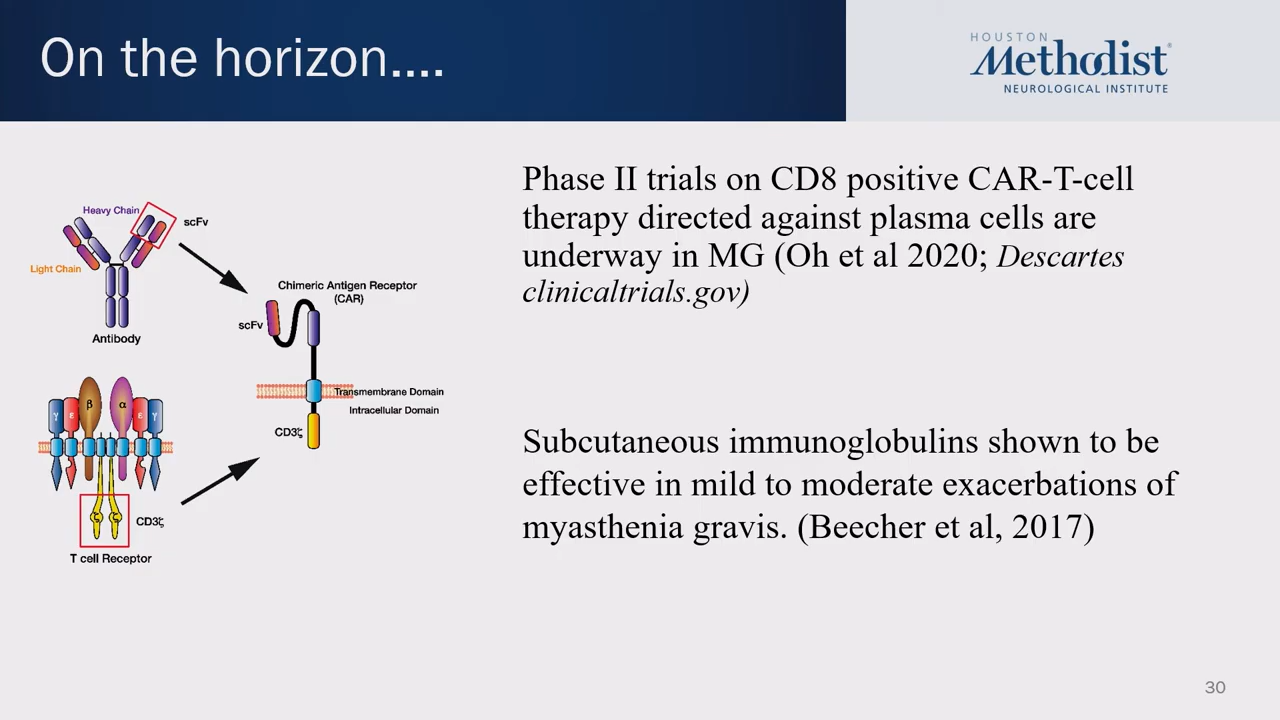 On the horizon....
HOUSTON
Methodist®
NEUROLOGICAL INSTITUTE
Heavy Chain
scFv
Light Chain
Antibody
Chimeric Antigen Receptor
(CAR)
scFv
Transmembrane Domain
Intracellular Domain
CD3ζ
γ ε β α ε γ
CD3ζ
T cell Receptor
Phase II trials on CD8 positive CAR-T-cell
therapy directed against plasma cells are
underway in MG (Oh et al 2020; Descartes
clinicaltrials.gov)
Subcutaneous immunoglobulins shown to be
effective in mild to moderate exacerbations of
myasthenia gravis. (Beecher et al, 2017)
30